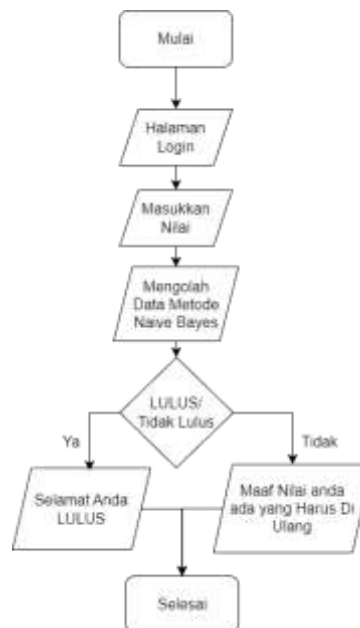 Mulai
Halaman
Login
Masukkan
Nilai
Mengolah
Data Metode
Naive Bayes
LULUS/
Tidak Lulus
Ya
Tidak
Selamat Anda
LULUS
Maaf Nilai anda
ada yang Harus Di
Ulang
Selesai